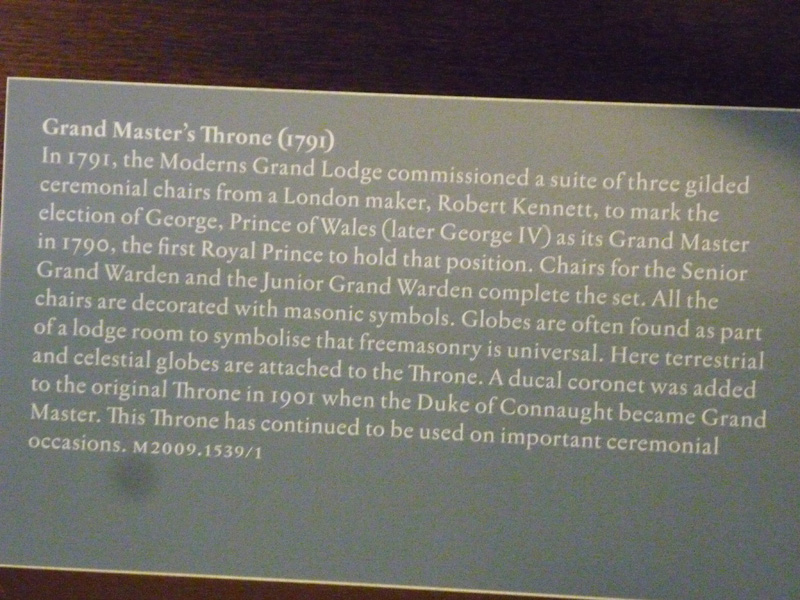 Grand Master's Throne (1791)
In 1791, the Moderns Grand Lodge commissioned a suite of three gilded
ceremonial chairs from a London maker, Robert Kennett, to mark the
election of George, Prince of Wales (later George IV) as its Grand Master
in 1790, the first Royal Prince to hold that position. Chairs for the Senior
Grand Warden and the Junior Grand Warden complete the set. All the
chairs are decorated with masonic symbols. Globes are often found as part
of a lodge room to symbolise that freemasonry is universal. Here terrestrial
and celestial globes are attached to the Throne. A ducal coronet was added
to the original Throne in 1901 when the Duke of Connaught became Grand
Master. This Throne has continued to be used on important ceremonial
occasions. M2009.1539/1